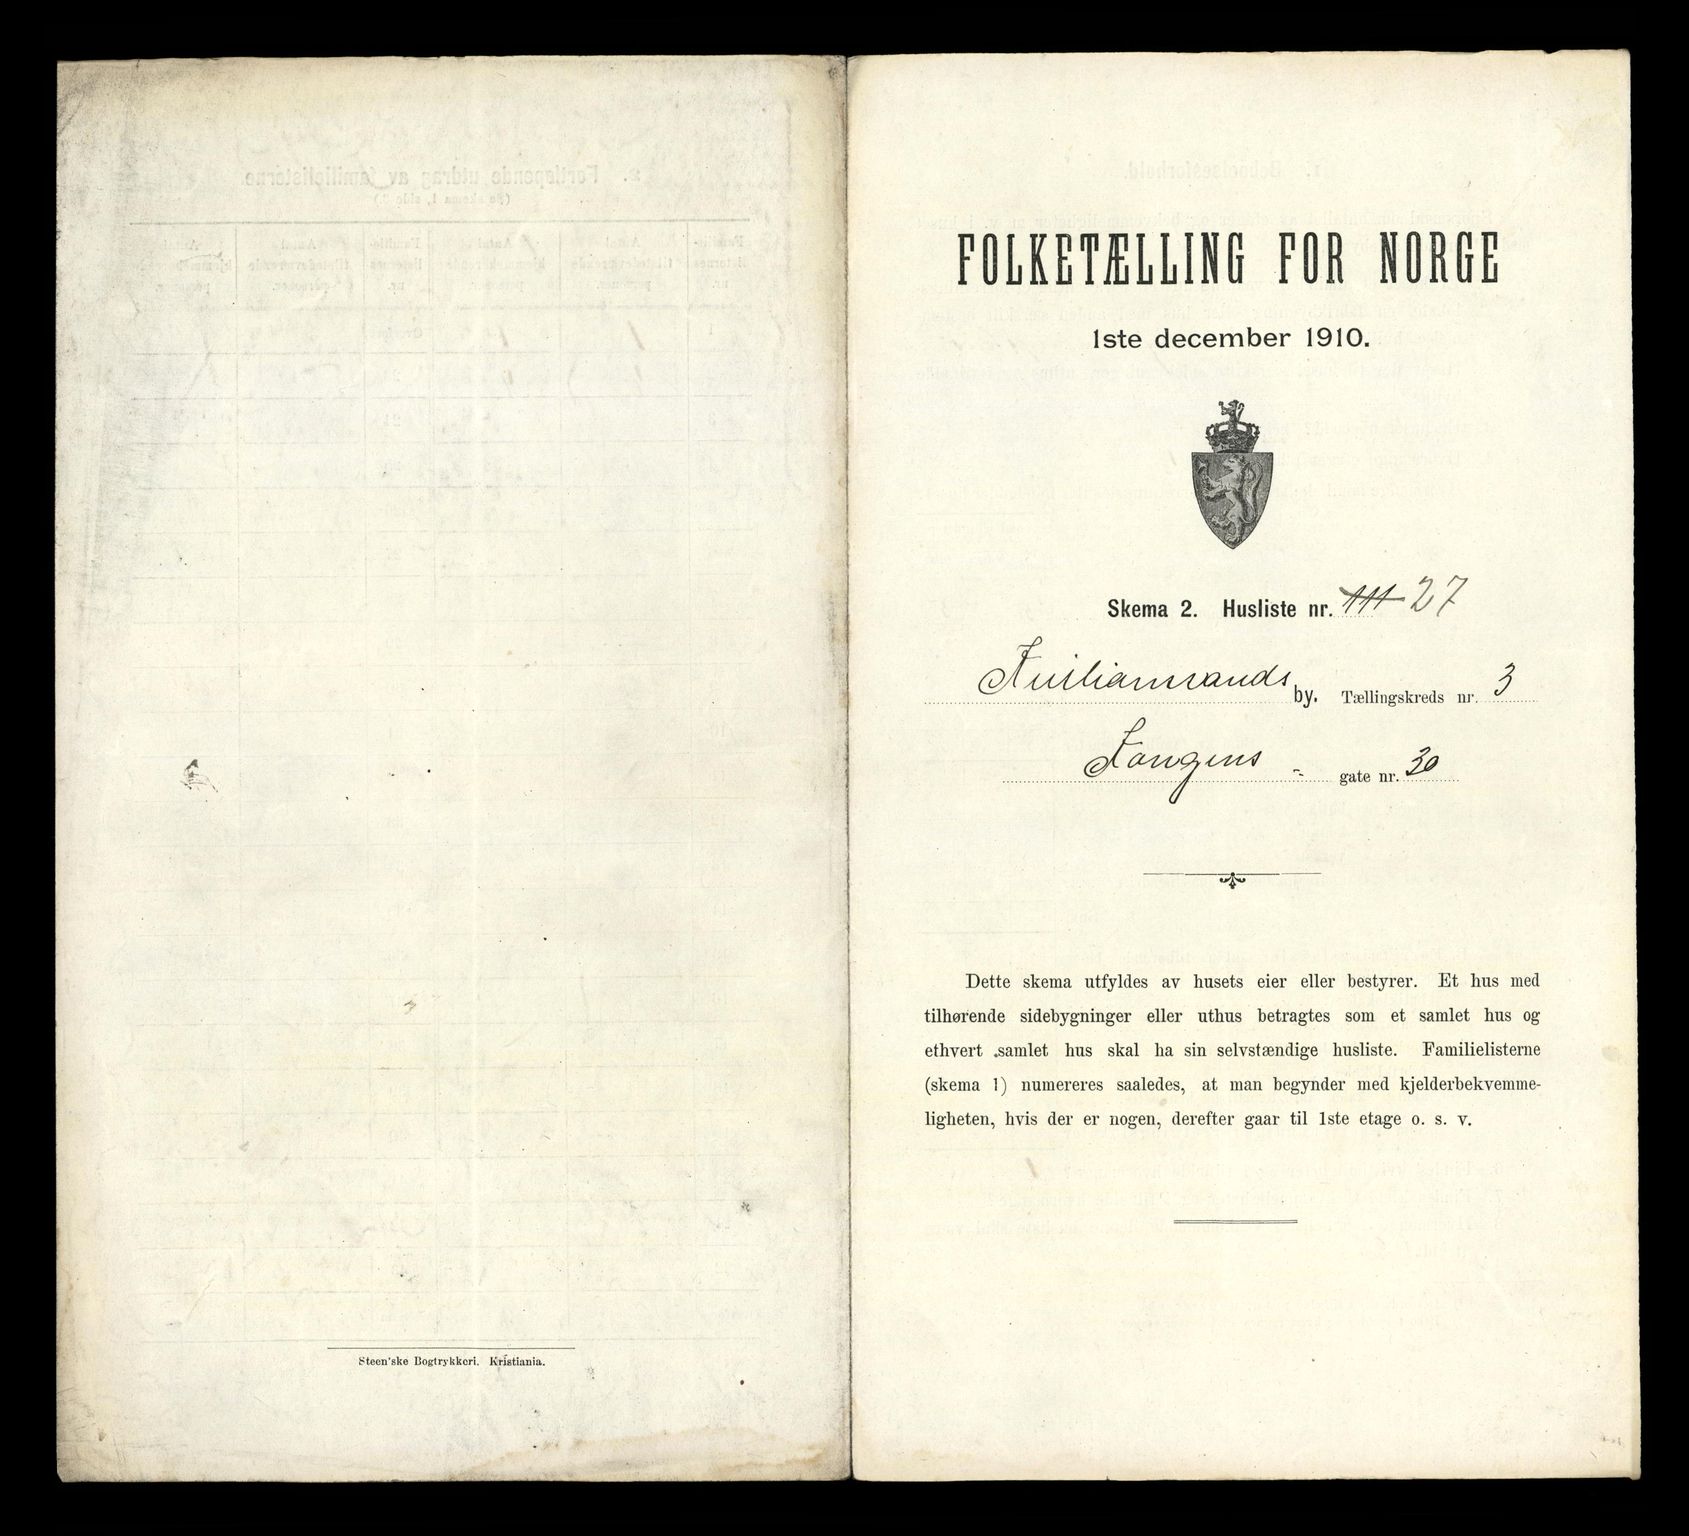 FOLKETÆLLING FOR NORGE
1ste december 1910.
Skema 2. Husliste nr. 111 27
Kristianssands by. Tællingskreds nr. 3
Tangens - gate nr. 30
Dette skema utfyldes av husets eier eller bestyrer. Et hus med
tilhørende sidebygninger eller uthus betragtes som et samlet hus og
ethvert samlet hus skal ha sin selvstændige husliste. Familielisterne
(skema 1) numereres saaledes, at man begynder med kjelderbekvemme-
ligheten, hvis der er nogen, derefter gaar til 1ste etage o. s. v.
Steen'ske Bogtrykkeri. Kristiania.